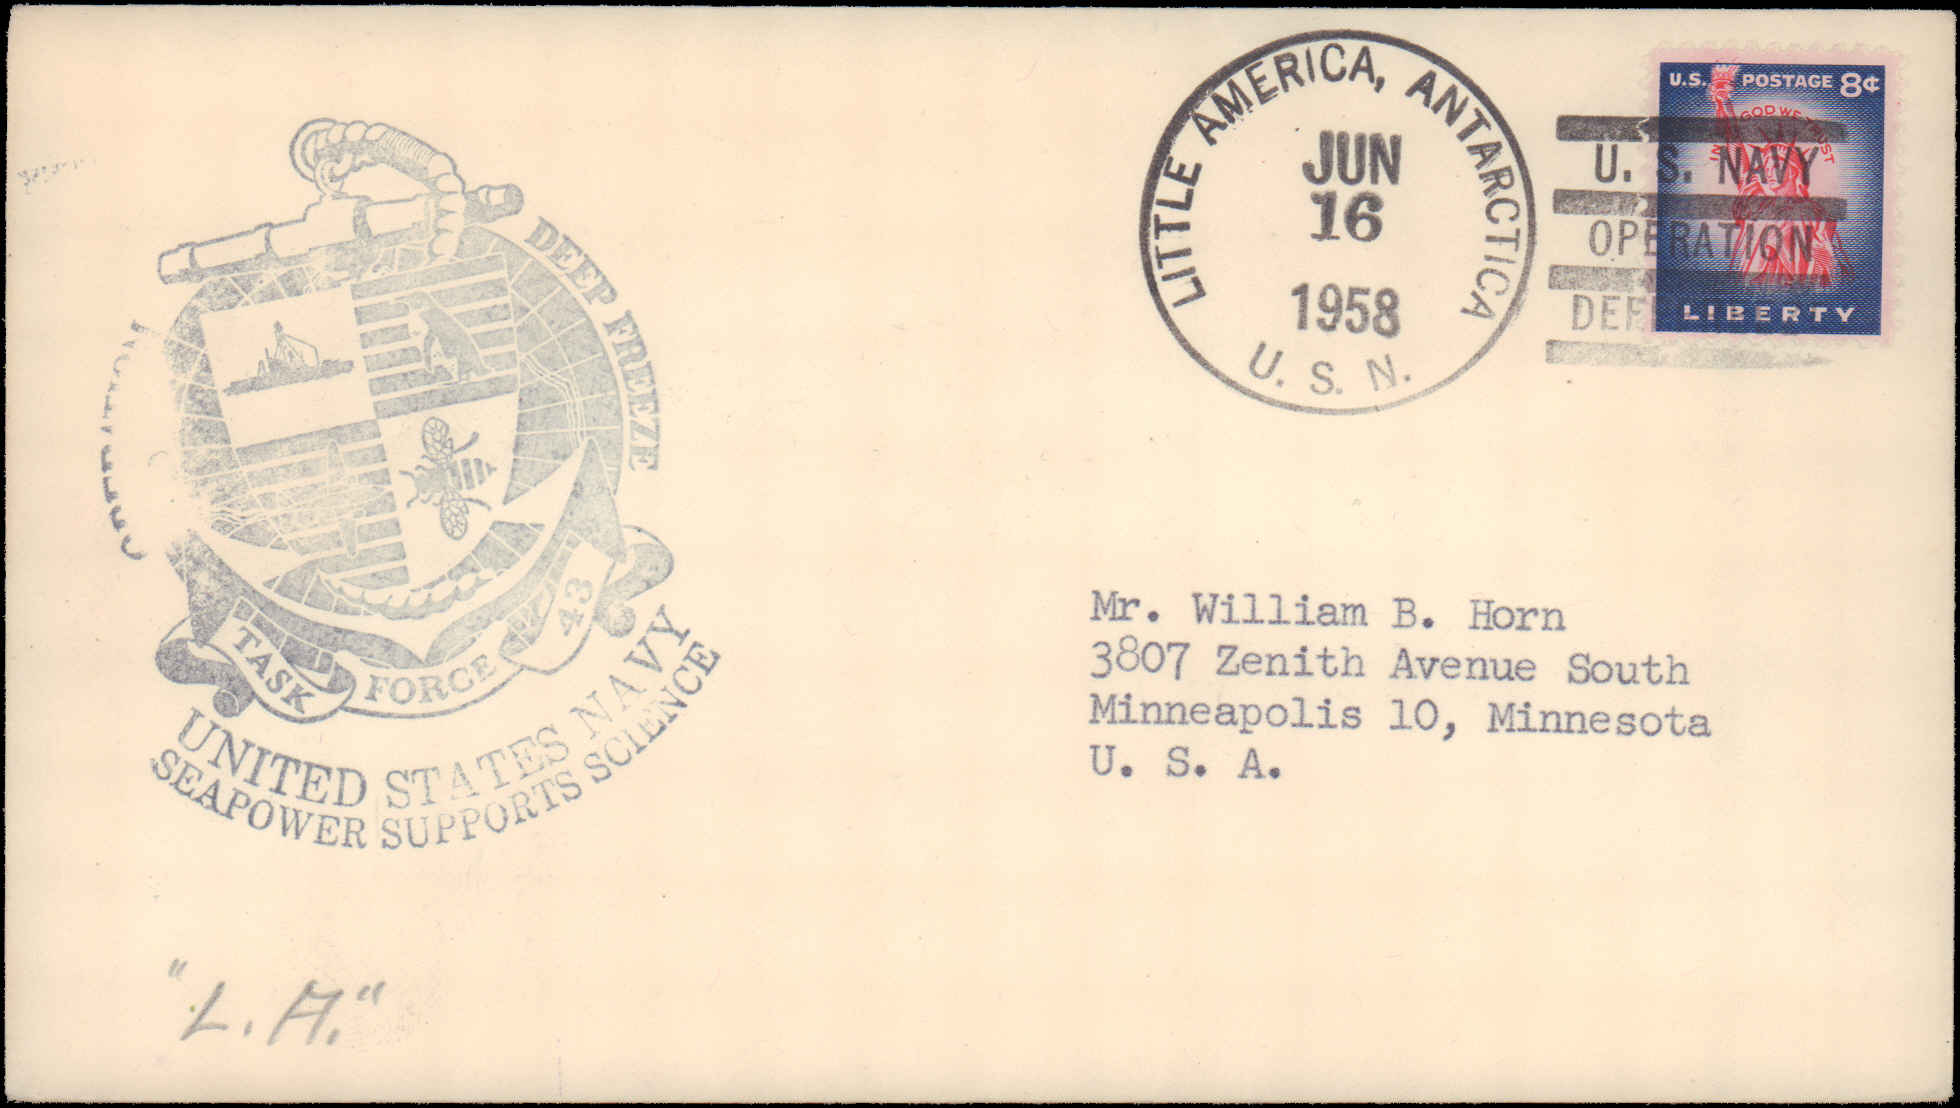 LITTLE AMERICA, ANTARCTICA
JUN
16
1958
U. S. N.
U.S. POSTAGE 8¢
IN GOD WE TRUST
LIBERTY
U. S. NAVY
OPERATION
DEEP FREEZE
TASK FORCE 43
UNITED STATES NAVY
SEAPOWER SUPPORTS SCIENCE
Mr. William B. Horn
3807 Zenith Avenue South
Minneapolis 10, Minnesota
U. S. A.
"L.A."